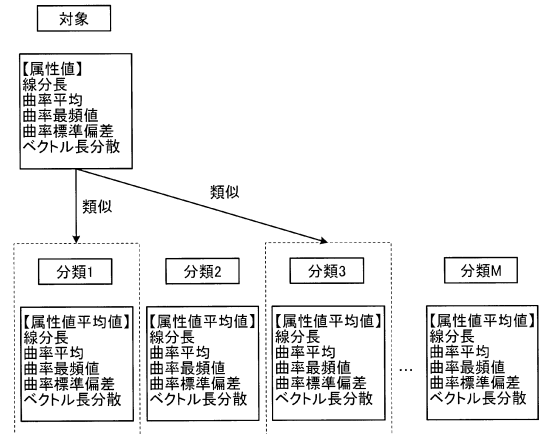 対象
【属性値】
線分長
曲率平均
曲率最頻値
曲率標準偏差
ベクトル長分散
類似
類似
分類1
分類2
分類3
分類M
【属性値平均値】
線分長
曲率平均
曲率最頻値
曲率標準偏差
ベクトル長分散
【属性値平均値】
線分長
曲率平均
曲率最頻値
曲率標準偏差
ベクトル長分散
【属性値平均値】
線分長
曲率平均
曲率最頻値
曲率標準偏差
ベクトル長分散
…
【属性値平均値】
線分長
曲率平均
曲率最頻値
曲率標準偏差
ベクトル長分散